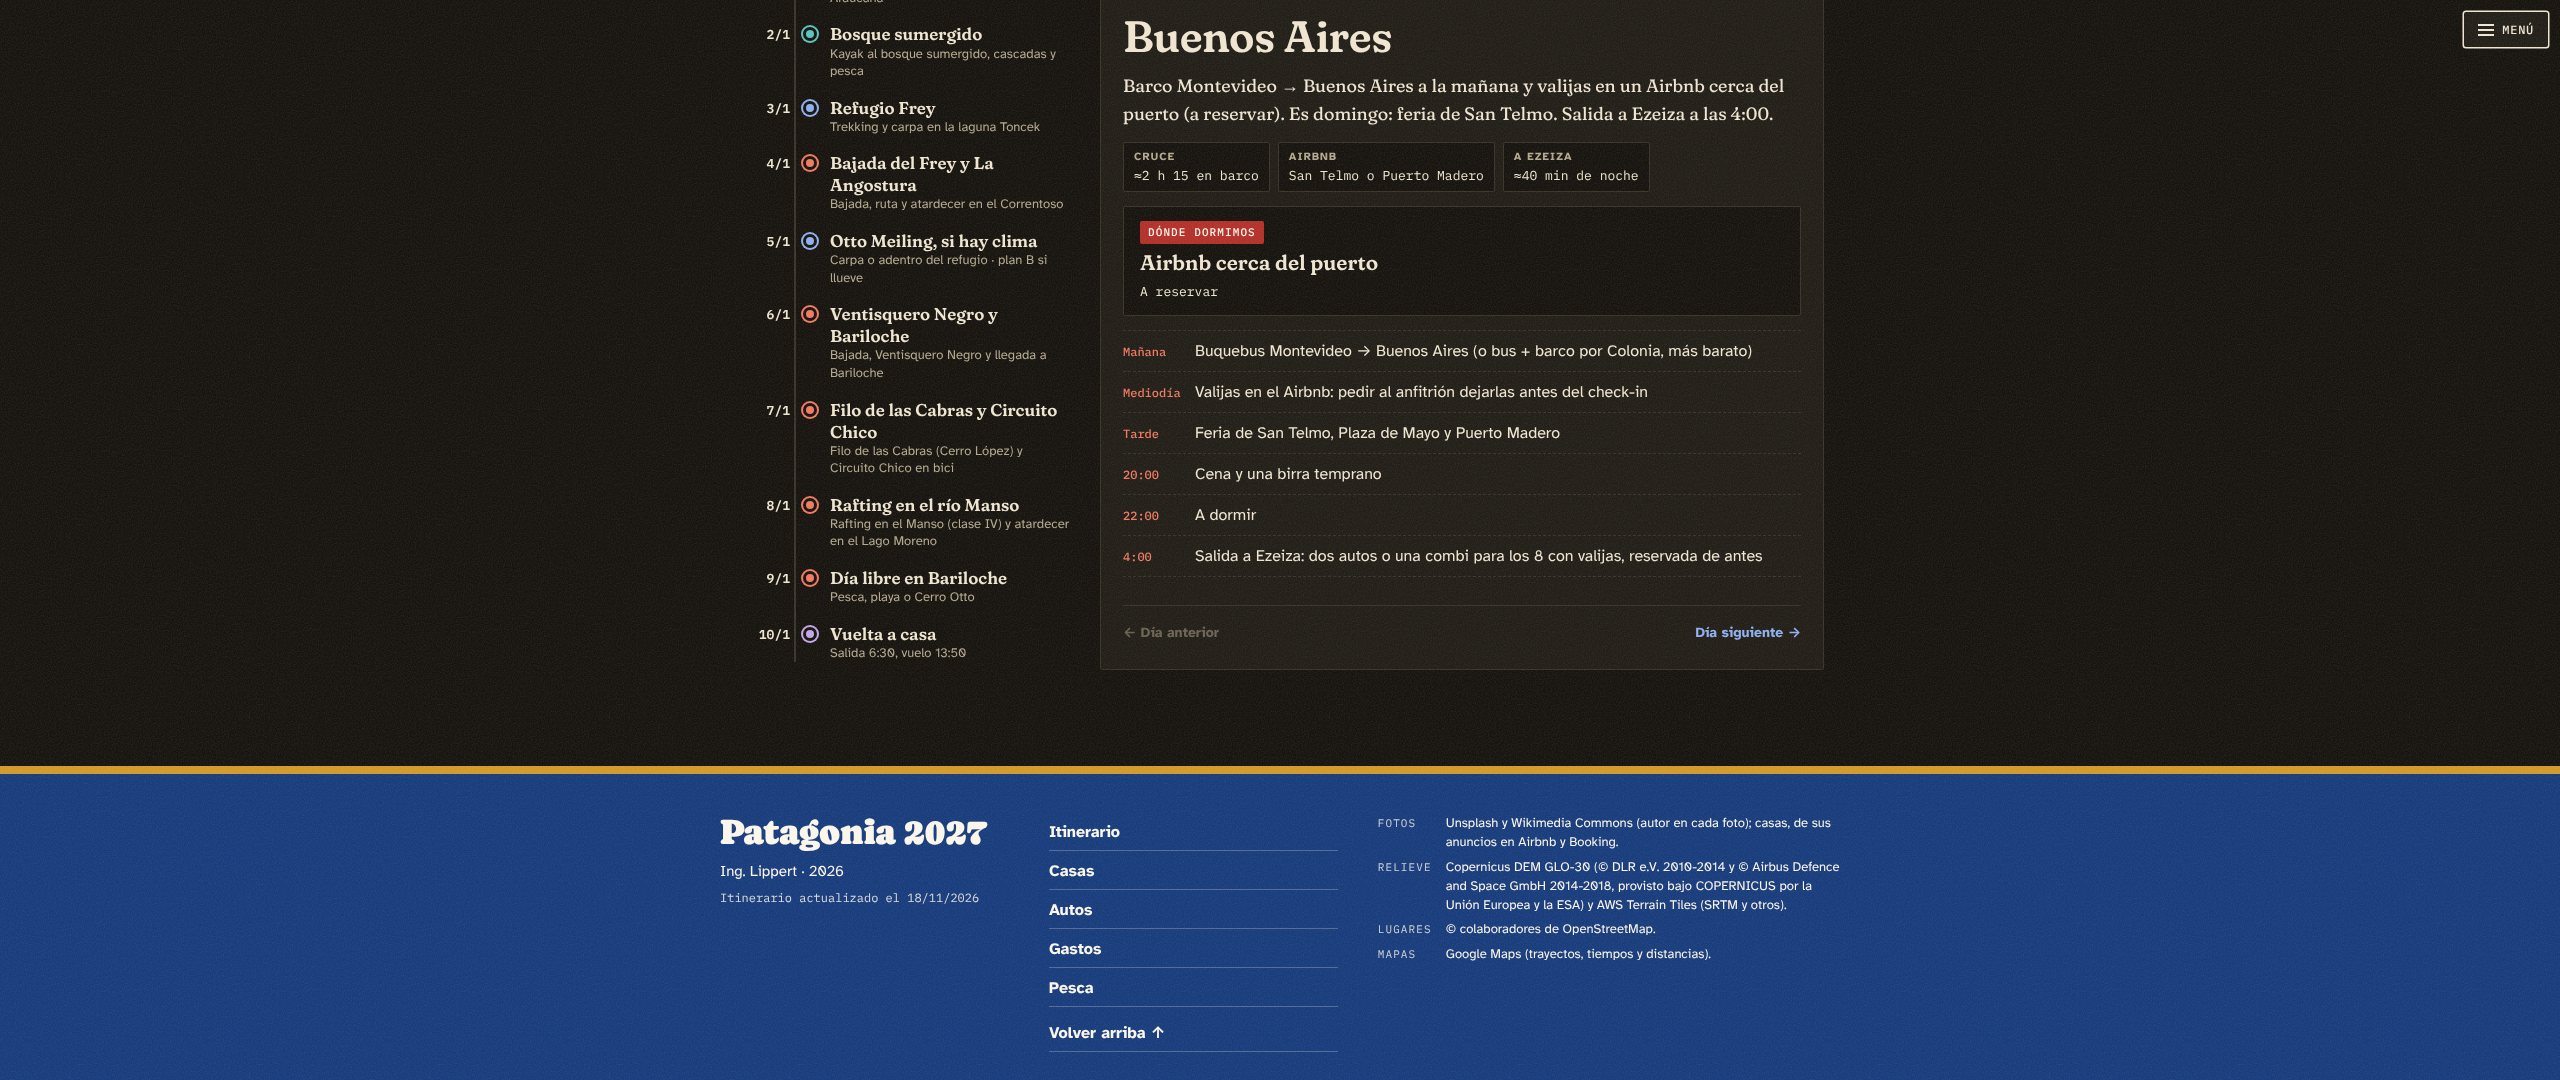 MENÚ
2/1
Bosque sumergido
Kayak al bosque sumergido, cascadas y
pesca
3/1
Refugio Frey
Trekking y carpa en la laguna Toncek
4/1
Bajada del Frey y La
Angostura
Bajada, ruta y atardecer en el Correntoso
5/1
Otto Meiling, si hay clima
Carpa o adentro del refugio · plan B si
llueve
6/1
Ventisquero Negro y
Bariloche
Bajada, Ventisquero Negro y llegada a
Bariloche
7/1
Filo de las Cabras y Circuito
Chico
Filo de las Cabras (Cerro López) y
Circuito Chico en bici
8/1
Rafting en el río Manso
Rafting en el Manso (clase IV) y atardecer
en el Lago Moreno
9/1
Día libre en Bariloche
Pesca, playa o Cerro Otto
10/1
Vuelta a casa
Salida 6:30, vuelo 13:50
Buenos Aires
Barco Montevideo → Buenos Aires a la mañana y valijas en un Airbnb cerca del
puerto (a reservar). Es domingo: feria de San Telmo. Salida a Ezeiza a las 4:00.
CRUCE
≈2 h 15 en barco
AIRBNB
San Telmo o Puerto Madero
A EZEIZA
≈40 min de noche
DÓNDE DORMIMOS
Airbnb cerca del puerto
A reservar
Mañana Buquebus Montevideo → Buenos Aires (o bus + barco por Colonia, más barato)
Mediodía Valijas en el Airbnb: pedir al anfitrión dejarlas antes del check-in
Tarde Feria de San Telmo, Plaza de Mayo y Puerto Madero
20:00 Cena y una birra temprano
22:00 A dormir
4:00 Salida a Ezeiza: dos autos o una combi para los 8 con valijas, reservada de antes
← Día anterior
Día siguiente →
Patagonia 2027
Ing. Lippert · 2026
Itinerario actualizado el 18/11/2026
Itinerario
Casas
Autos
Gastos
Pesca
Volver arriba ↑
FOTOS Unsplash y Wikimedia Commons (autor en cada foto); casas, de sus
anuncios en Airbnb y Booking.
RELIEVE Copernicus DEM GLO-30 (© DLR e.V. 2010-2014 y © Airbus Defence
and Space GmbH 2014-2018, provisto bajo COPERNICUS por la
Unión Europea y la ESA) y AWS Terrain Tiles (SRTM y otros).
LUGARES © colaboradores de OpenStreetMap.
MAPAS Google Maps (trayectos, tiempos y distancias).